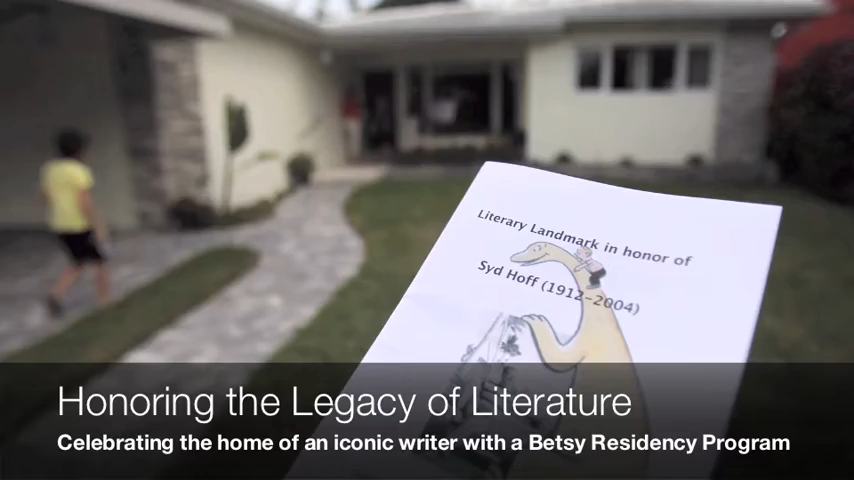 Literary Landmark in honor of
Syd Hoff (1912-2004)
Honoring the Legacy of Literature
Celebrating the home of an iconic writer with a Betsy Residency Program